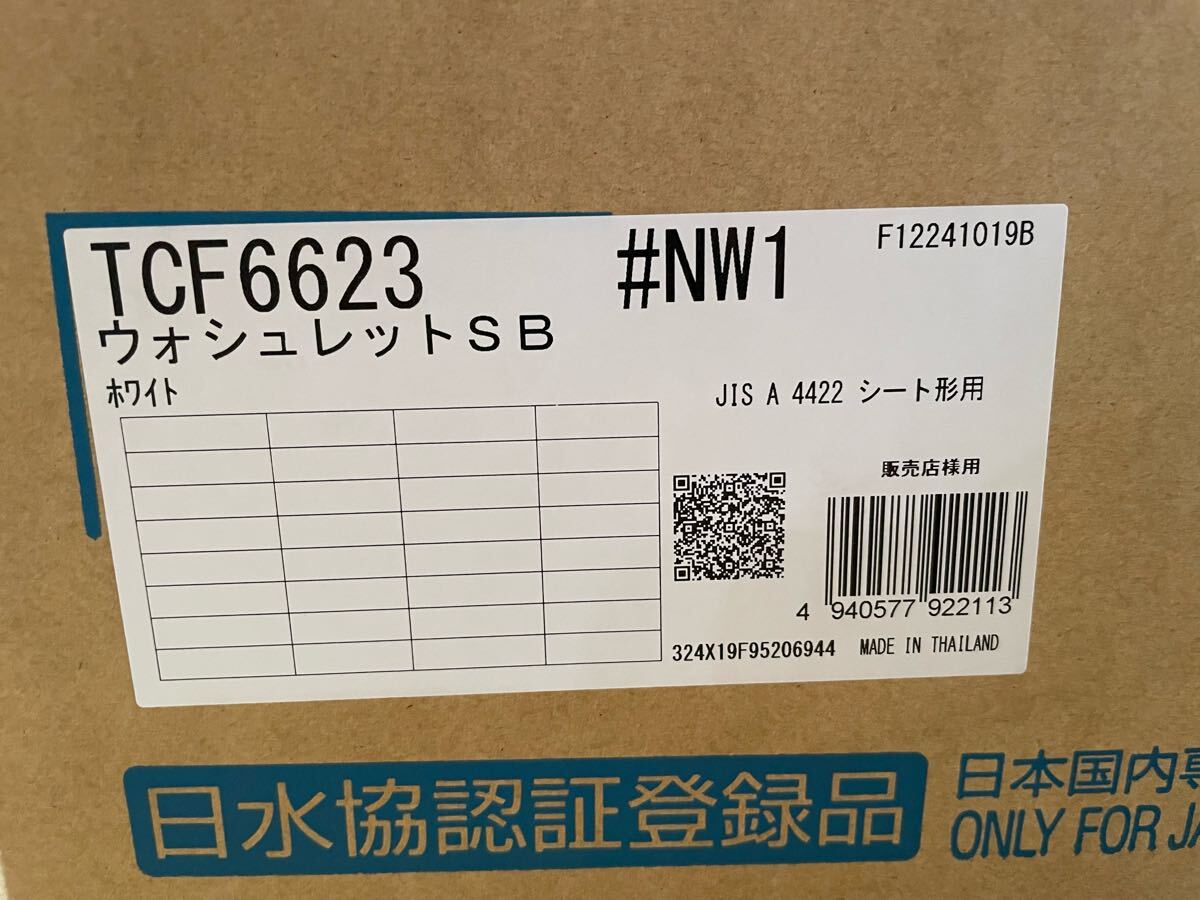 TCF6623 #NW1 F12241019B
ウォシュレットSB
ホワイト
JIS A 4422 シート形用
販売店様用
4 940577 922113
324X19F95206944 MADE IN THAILAND
日水協認証登録品
日本国内専
ONLY FOR JA